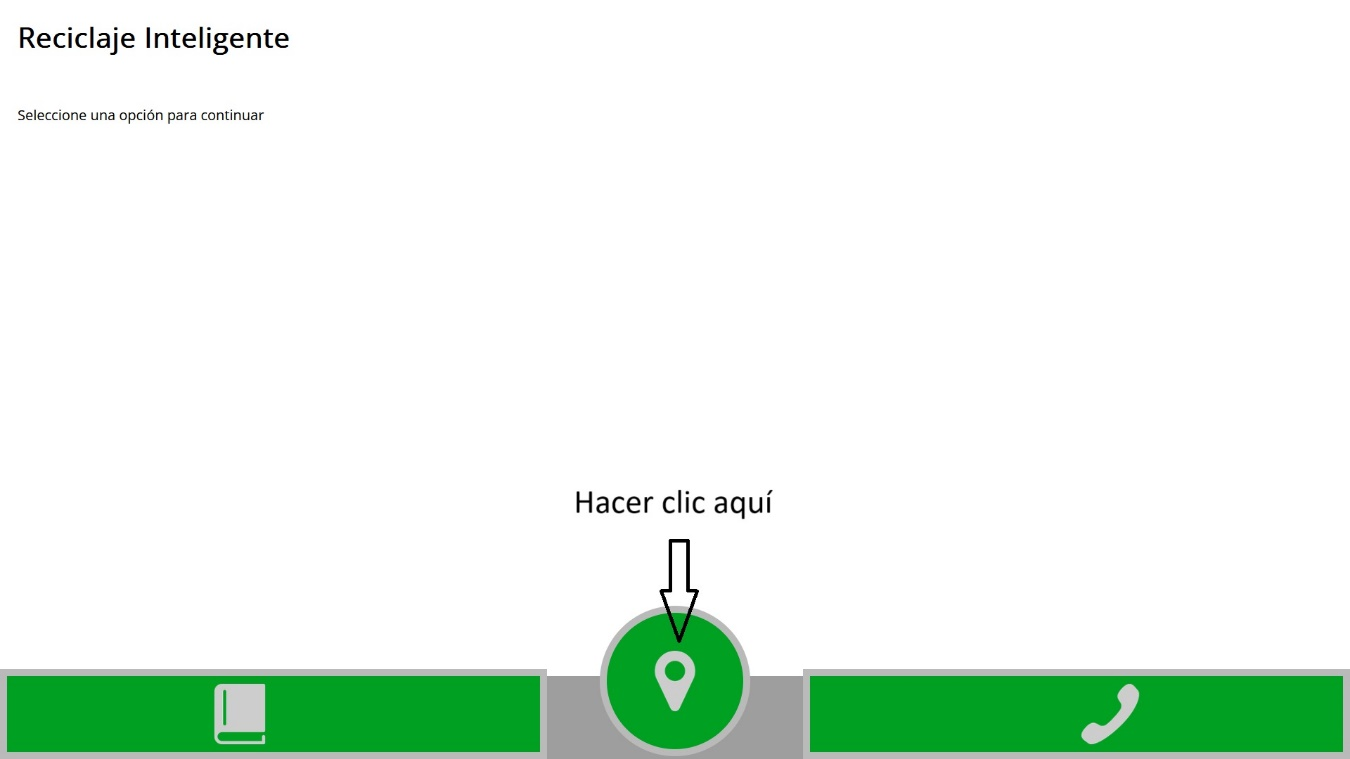 Reciclaje Inteligente
Seleccione una opción para continuar
Hacer clic aquí